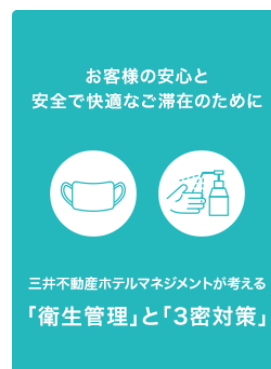 お客様の安心と
安全で快適なご滞在のために
三井不動産ホテルマネジメントが考える
「衛生管理」と「3密対策」